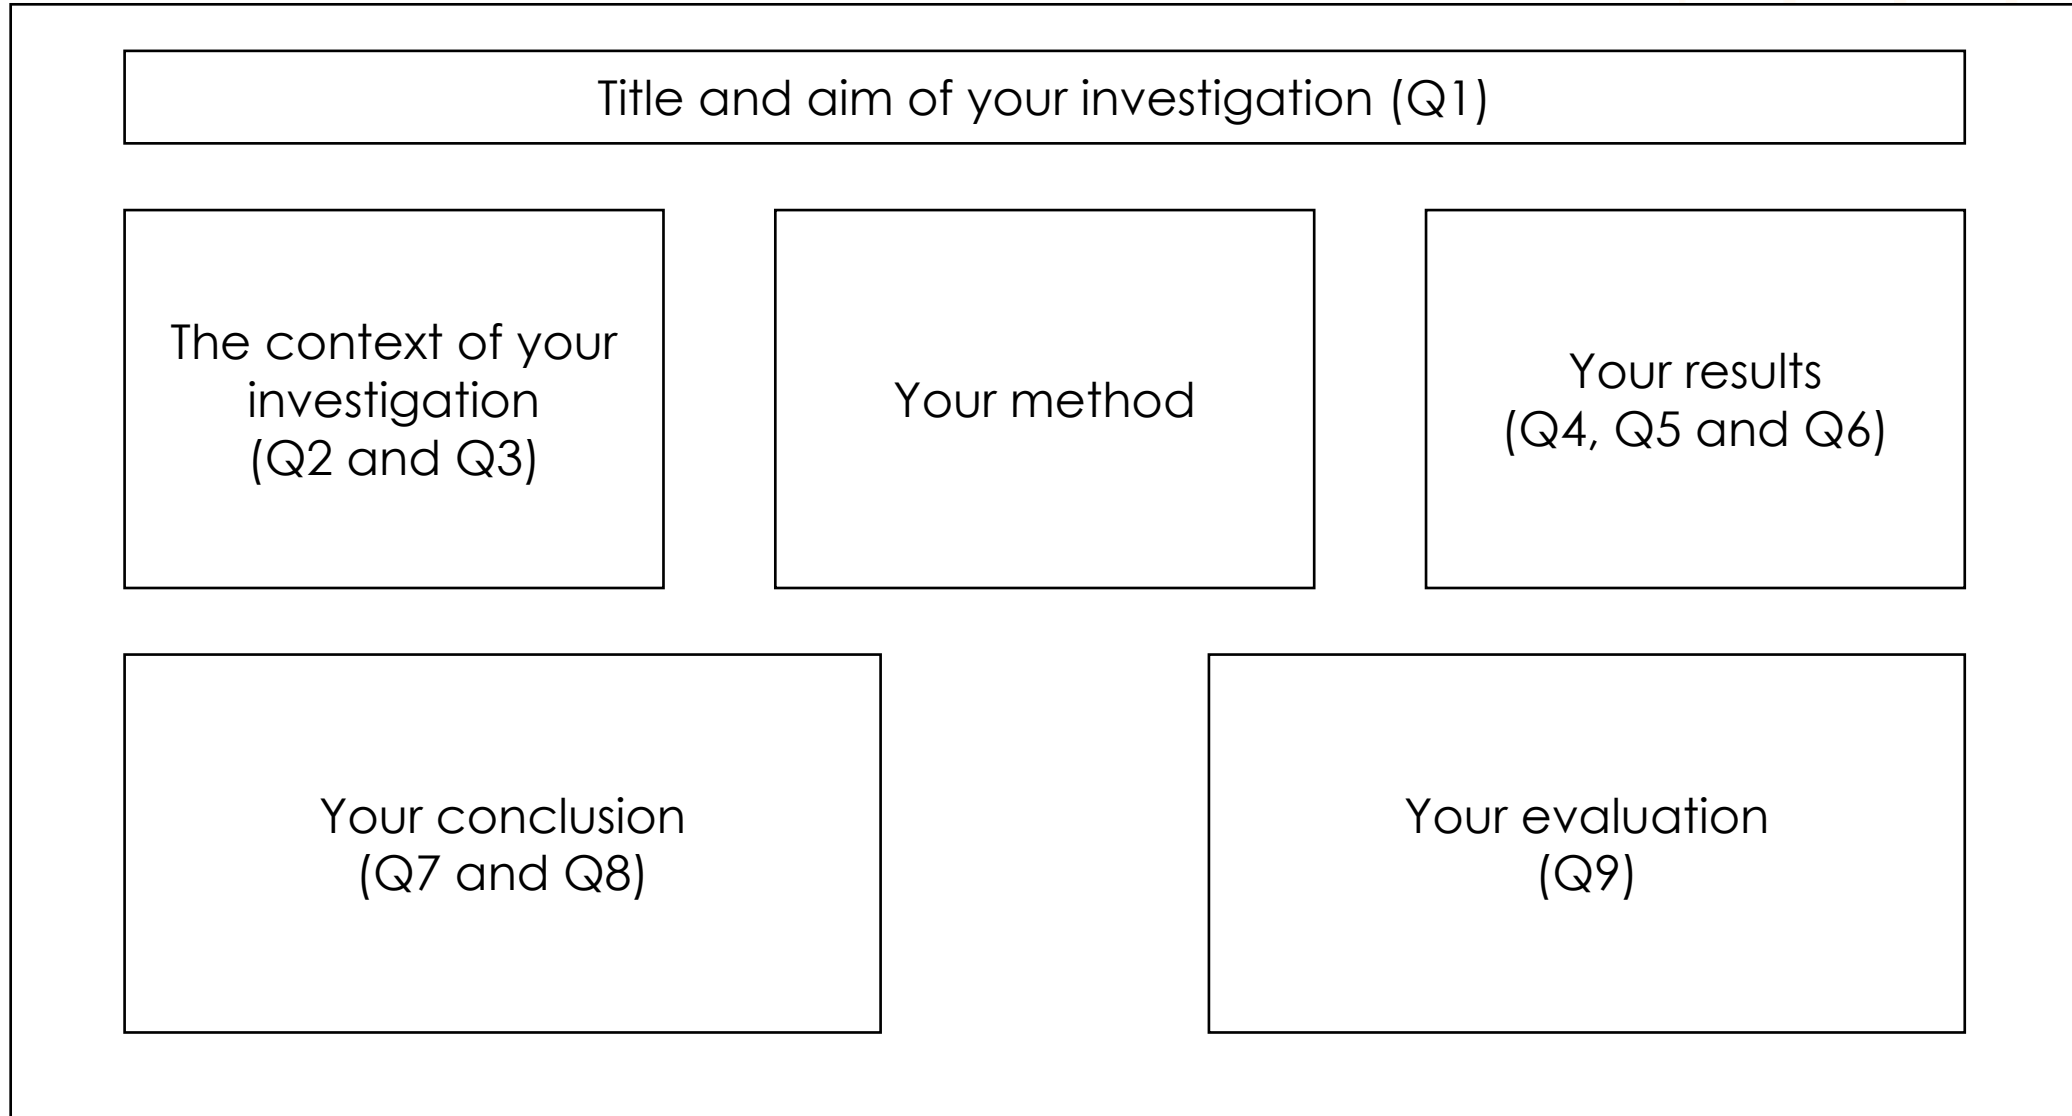 Title and aim of your investigation (Q1)
The context of your
investigation
(Q2 and Q3)
Your method
Your results
(Q4, Q5 and Q6)
Your conclusion
(Q7 and Q8)
Your evaluation
(Q9)